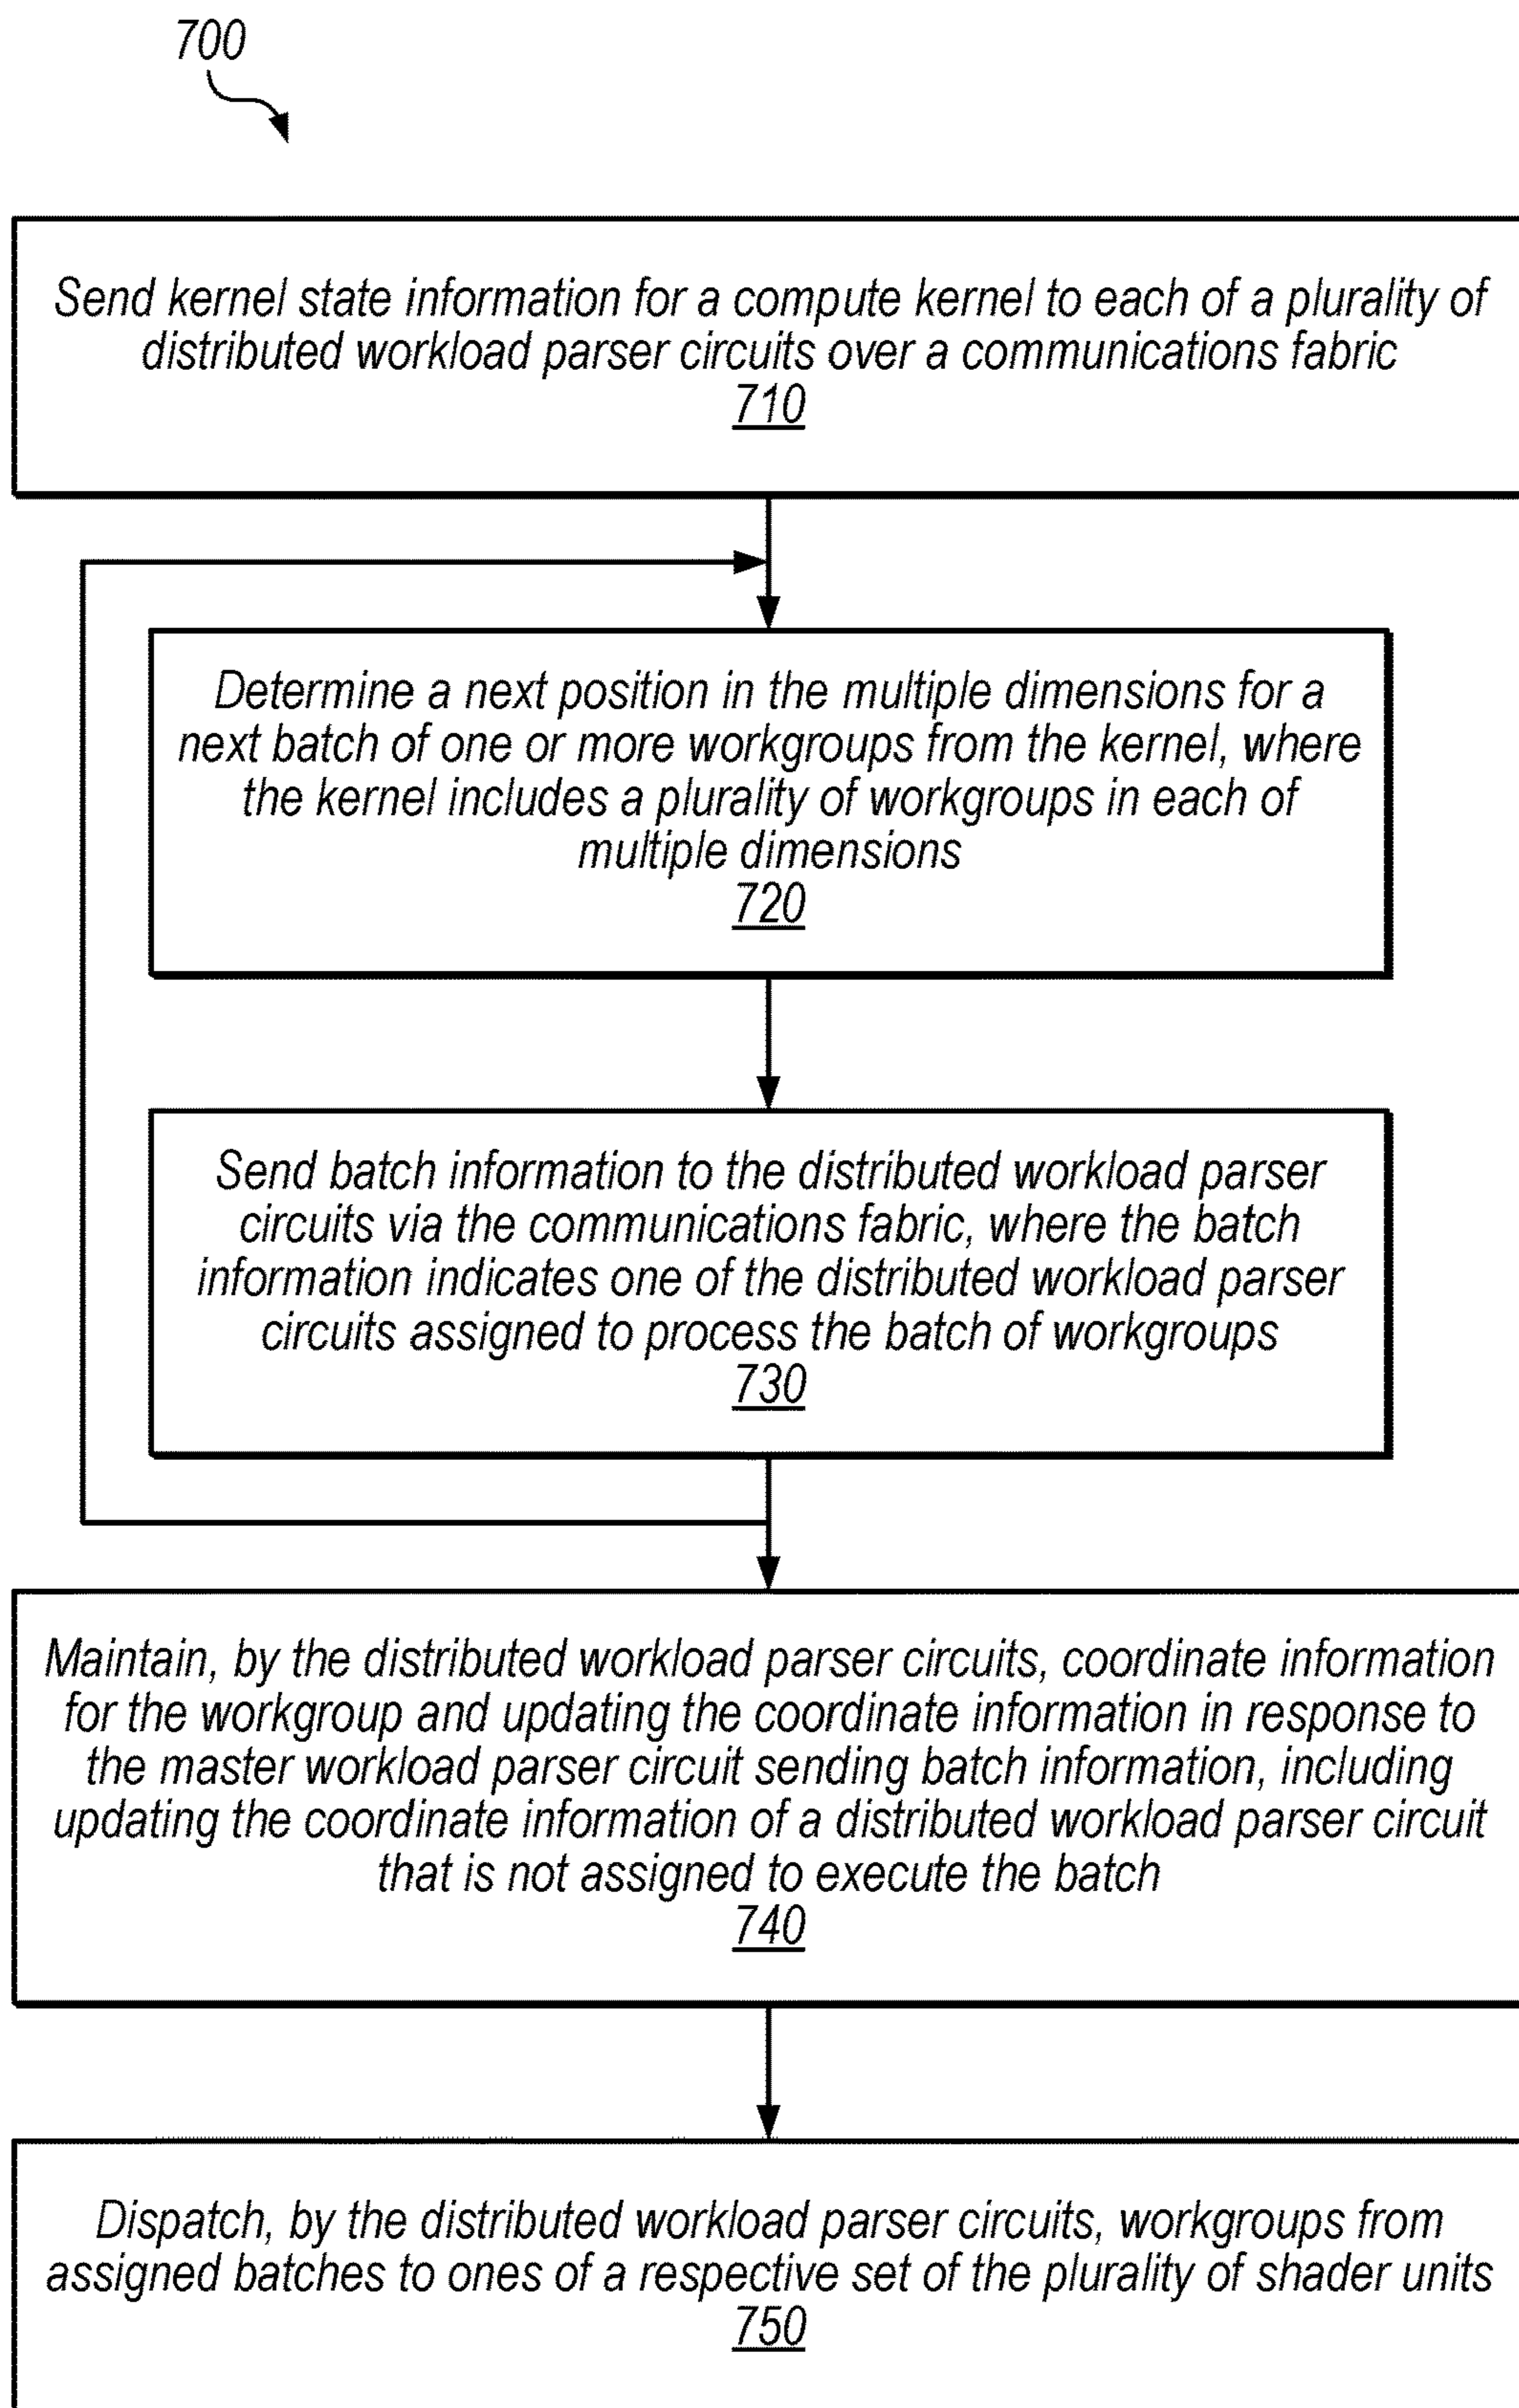 700
Send kernel state information for a compute kernel to each of a plurality of
distributed workload parser circuits over a communications fabric
710
Determine a next position in the multiple dimensions for a
next batch of one or more workgroups from the kernel, where
the kernel includes a plurality of workgroups in each of
multiple dimensions
720
Send batch information to the distributed workload parser
circuits via the communications fabric, where the batch
information indicates one of the distributed workload parser
circuits assigned to process the batch of workgroups
730
Maintain, by the distributed workload parser circuits, coordinate information
for the workgroup and updating the coordinate information in response to
the master workload parser circuit sending batch information, including
updating the coordinate information of a distributed workload parser circuit
that is not assigned to execute the batch
740
Dispatch, by the distributed workload parser circuits, workgroups from
assigned batches to ones of a respective set of the plurality of shader units
750